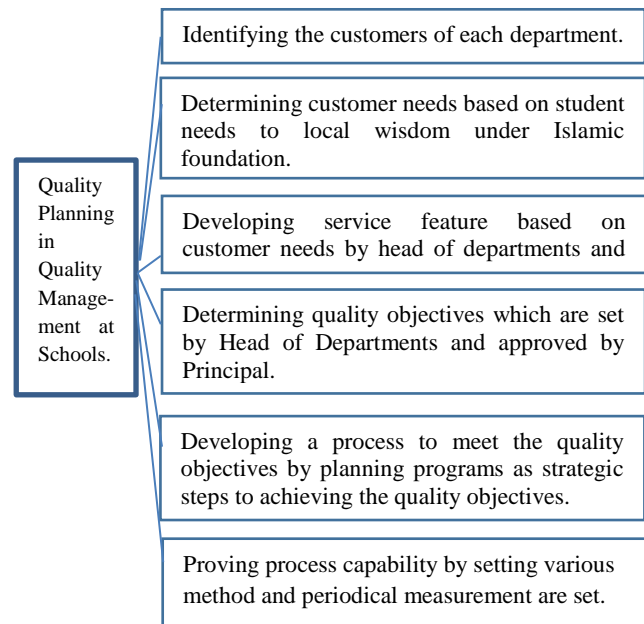 Quality
Planning
in
Quality
Manage-
ment at
Schools.
Identifying the customers of each department.
Determining customer needs based on student
needs to local wisdom under Islamic
foundation.
Developing service feature based on
customer needs by head of departments and
Determining quality objectives which are set
by Head of Departments and approved by
Principal.
Developing a process to meet the quality
objectives by planning programs as strategic
steps to achieving the quality objectives.
Proving process capability by setting various
method and periodical measurement are set.